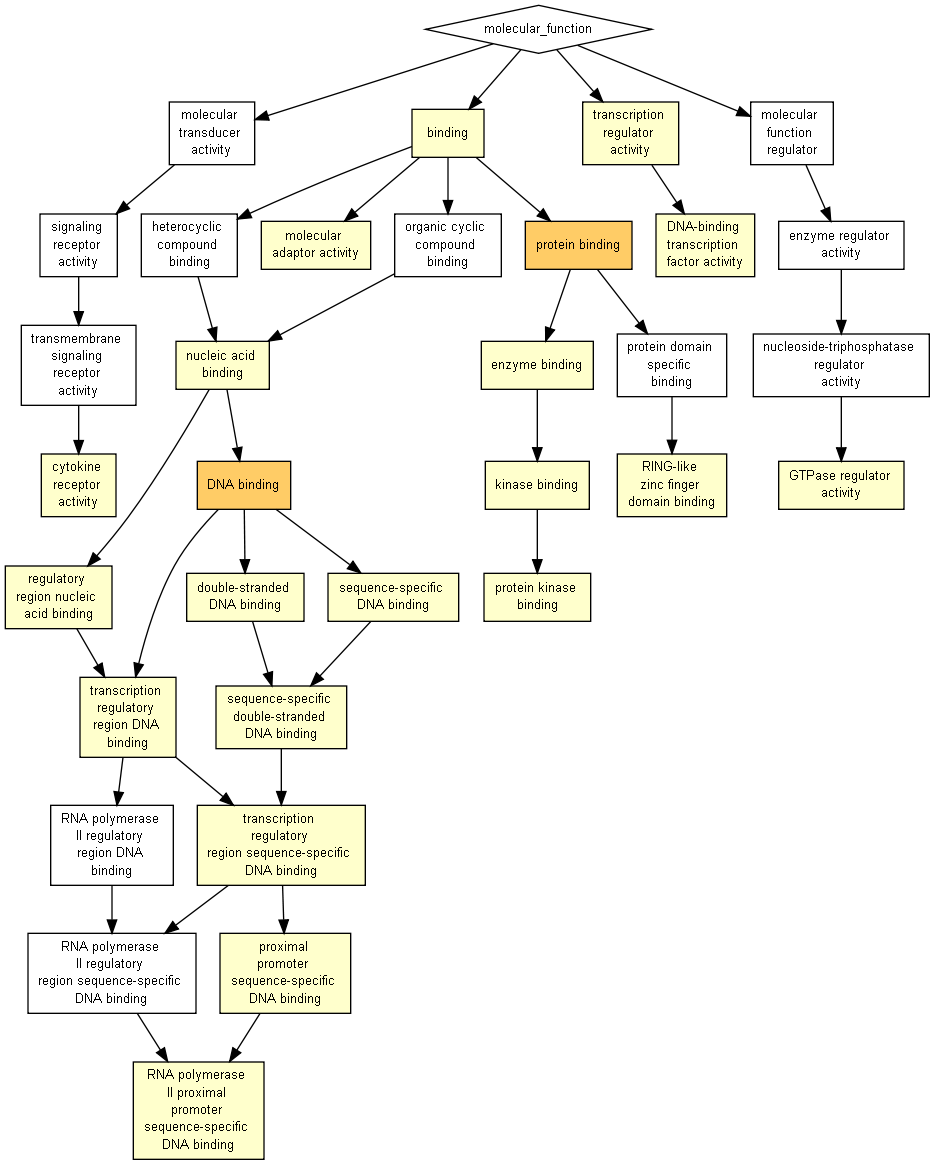 molecular_function
molecular
transducer
activity
binding
transcription
regulator
activity
molecular
function
regulator
signaling
receptor
activity
heterocyclic
compound
binding
molecular
adaptor activity
organic cyclic
compound
binding
protein binding
DNA-binding
transcription
factor activity
enzyme regulator
activity
transmembrane
signaling
receptor
activity
nucleic acid
binding
enzyme binding
protein domain
specific
binding
nucleoside-triphosphatase
regulator
activity
cytokine
receptor
activity
DNA binding
kinase binding
RING-like
zinc finger
domain binding
GTPase regulator
activity
regulatory
region nucleic
acid binding
double-stranded
DNA binding
sequence-specific
DNA binding
protein kinase
binding
transcription
regulatory
region DNA
binding
sequence-specific
double-stranded
DNA binding
RNA polymerase
II regulatory
region DNA
binding
transcription
regulatory
region sequence-specific
DNA binding
RNA polymerase
II regulatory
region sequence-specific
DNA binding
proximal
promoter
sequence-specific
DNA binding
RNA polymerase
II proximal
promoter
sequence-specific
DNA binding